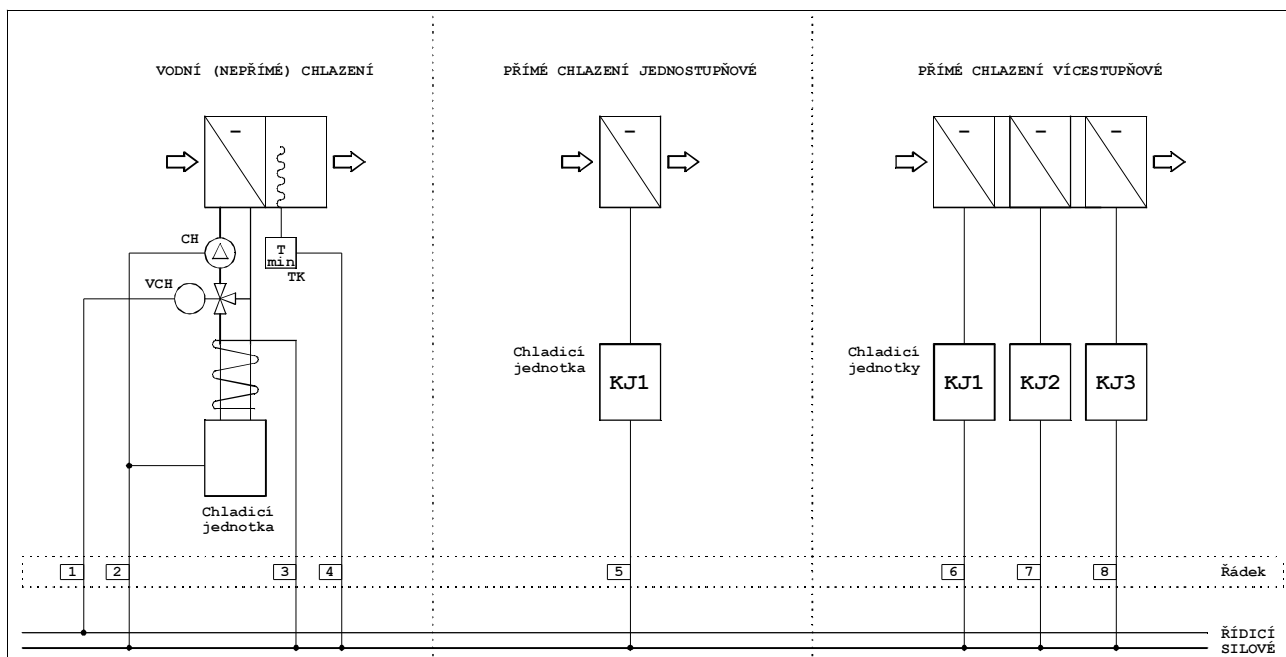 VODNÍ (NEPŘÍMÉ) CHLAZENÍ
PŘÍMÉ CHLAZENÍ JEDNOSTUPŇOVÉ
PŘÍMÉ CHLAZENÍ VÍCESTUPŇOVÉ
CH
T
min
TK
VCH
Chladicí
jednotka
KJ1
Chladicí
jednotky
KJ1
KJ2
KJ3
Chladicí
jednotka
1
2
3
4
5
6
7
8
Řádek
ŘÍDICÍ
SILOVÉ